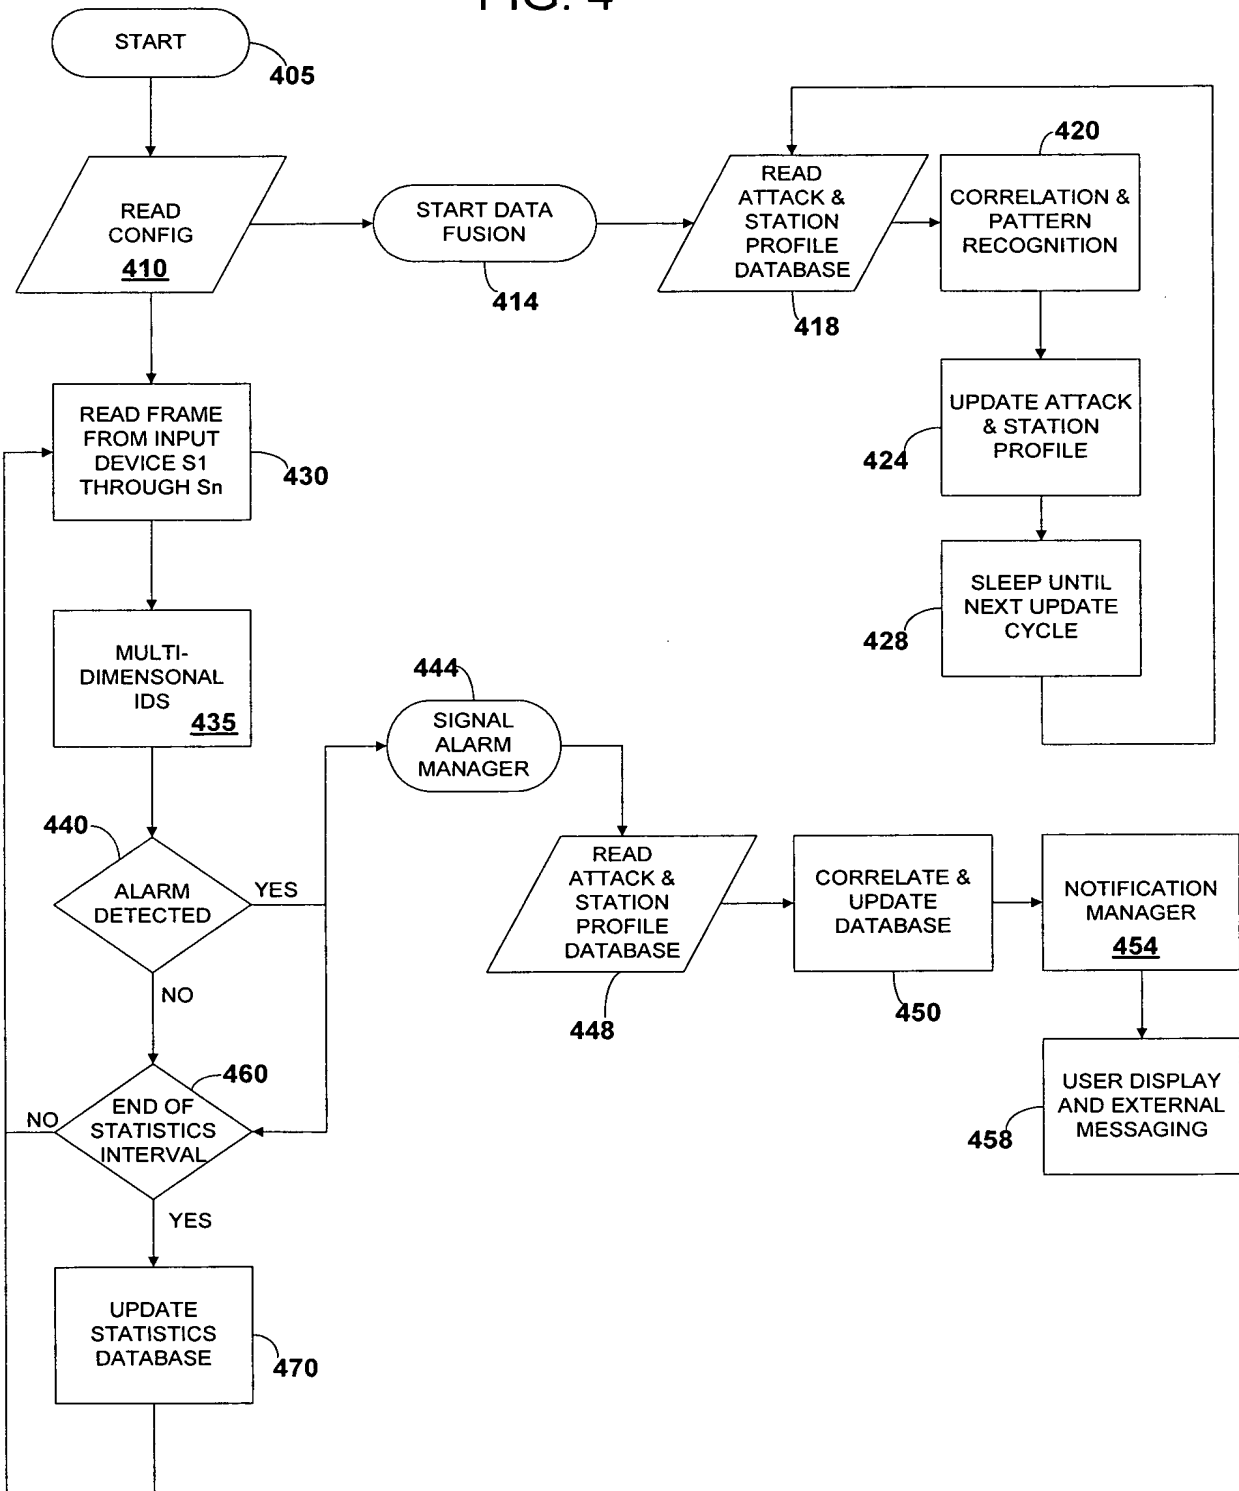 FIG. 4
START
405
READ
CONFIG
410
START DATA
FUSION
414
READ
ATTACK &
STATION
PROFILE
DATABASE
418
420
CORRELATION &
PATTERN
RECOGNITION
UPDATE ATTACK
& STATION
PROFILE
424
SLEEP UNTIL
NEXT UPDATE
CYCLE
428
READ FRAME
FROM INPUT
DEVICE S1
THROUGH Sn
430
MULTI-
DIMENSONAL
IDS
435
440
ALARM
DETECTED
YES
NO
444
SIGNAL
ALARM
MANAGER
READ
ATTACK &
STATION
PROFILE
DATABASE
448
CORRELATE &
UPDATE
DATABASE
450
NOTIFICATION
MANAGER
454
USER DISPLAY
AND EXTERNAL
MESSAGING
458
460
END OF
STATISTICS
INTERVAL
NO
YES
UPDATE
STATISTICS
DATABASE
470